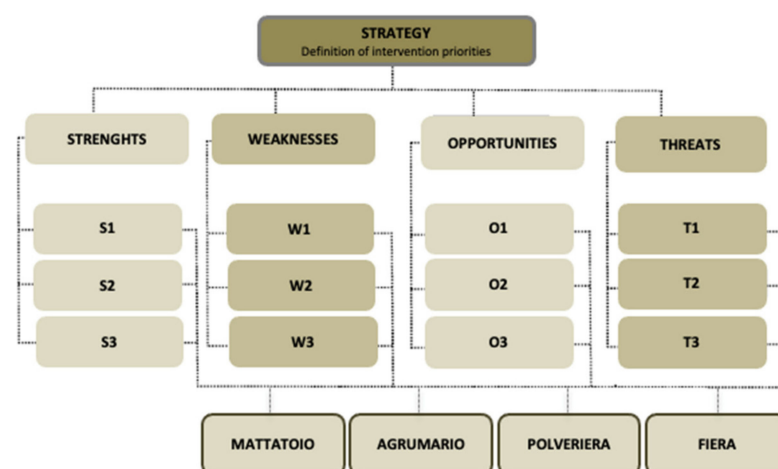 STRATEGY
Definition of intervention priorities
STRENGHTS
WEAKNESSES
OPPORTUNITIES
THREATS
S1
W1
O1
T1
S2
W2
O2
T2
S3
W3
O3
T3
MATTATOIO
AGRUMARIO
POLVERIERA
FIERA